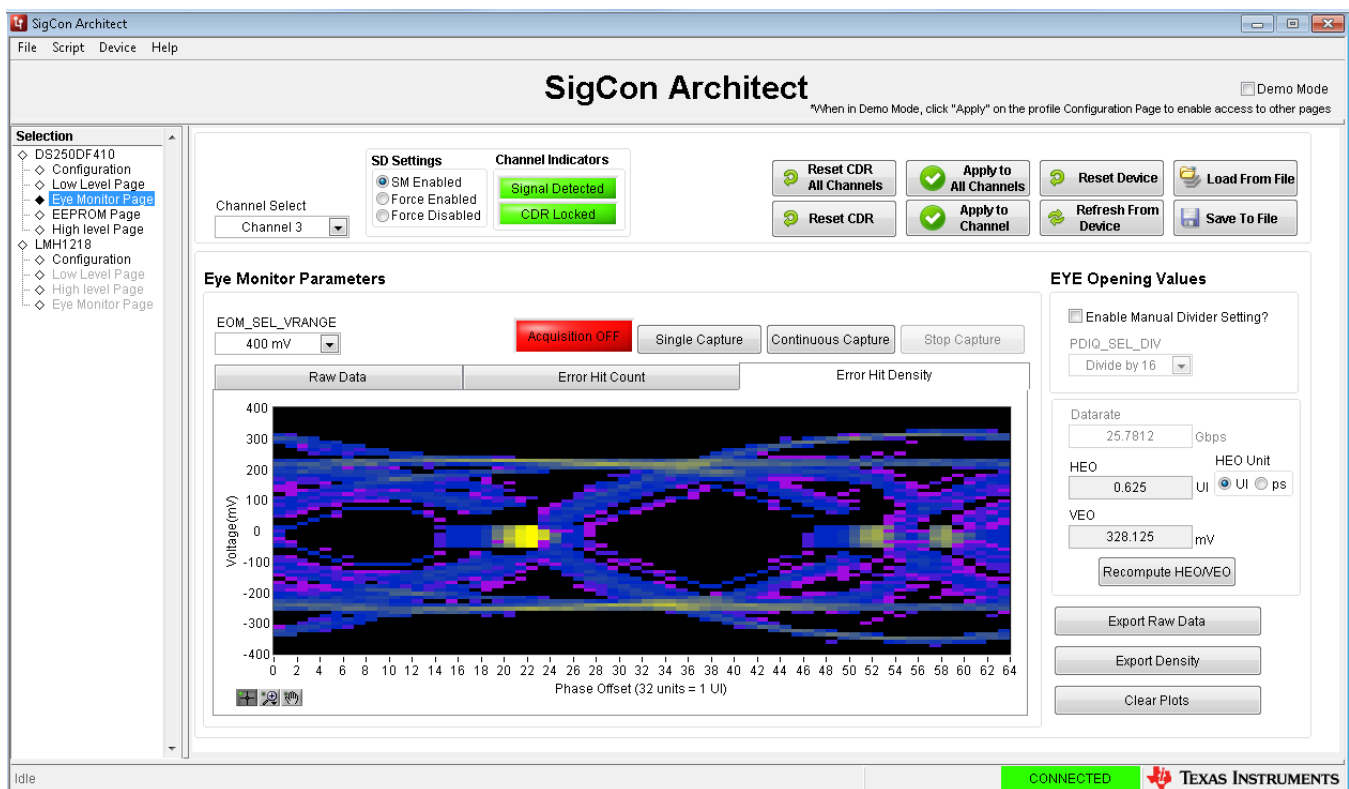 SigCon Architect
File Script Device Help
SigCon Architect
Demo Mode
*When in Demo Mode, click "Apply" on the profile Configuration Page to enable access to other pages
Selection
DS250DF410
Configuration
Low Level Page
Eye Monitor Page
EEPROM Page
High level Page
LMH1218
Configuration
Low Level Page
High level Page
Eye Monitor Page
Channel Select
Channel 3
SD Settings
SM Enabled
Force Enabled
Force Disabled
Channel Indicators
Signal Detected
CDR Locked
Reset CDR
All Channels
Apply to
All Channels
Reset Device
Load From File
Reset CDR
Apply to
Channel
Refresh From
Device
Save To File
Eye Monitor Parameters
EOM_SEL_VRANGE
400 mV
Acquisition OFF
Single Capture
Continuous Capture
Stop Capture
Raw Data
Error Hit Count
Error Hit Density
Voltage(mV)
400
300
200
100
0
-100
-200
-300
-400
0 2 4 6 8 10 12 14 16 18 20 22 24 26 28 30 32 34 36 38 40 42 44 46 48 50 52 54 56 58 60 62 64
Phase Offset (32 units = 1 UI)
EYE Opening Values
Enable Manual Divider Setting?
PDIQ_SEL_DIV
Divide by 16
Datarate
25.7812 Gbps
HEO
HEO Unit
0.625 UI
UI ps
VEO
328.125 mV
Recompute HEO/VEO
Export Raw Data
Export Density
Clear Plots
Idle
CONNECTED
TEXAS INSTRUMENTS